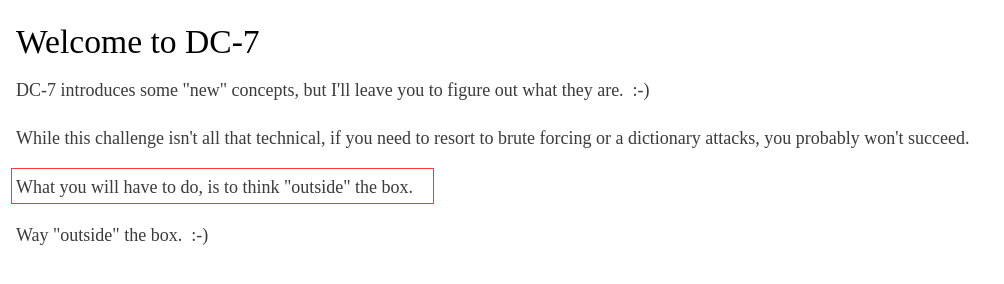 Welcome to DC-7
DC-7 introduces some "new" concepts, but I'll leave you to figure out what they are.  :-)
While this challenge isn't all that technical, if you need to resort to brute forcing or a dictionary attacks, you probably won't succeed.
What you will have to do, is to think "outside" the box.
Way "outside" the box.  :-)